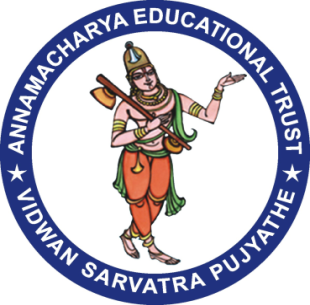 ANNAMACHARYA EDUCATIONAL TRUST
VIDWAN SARVATRA PUJYATHE